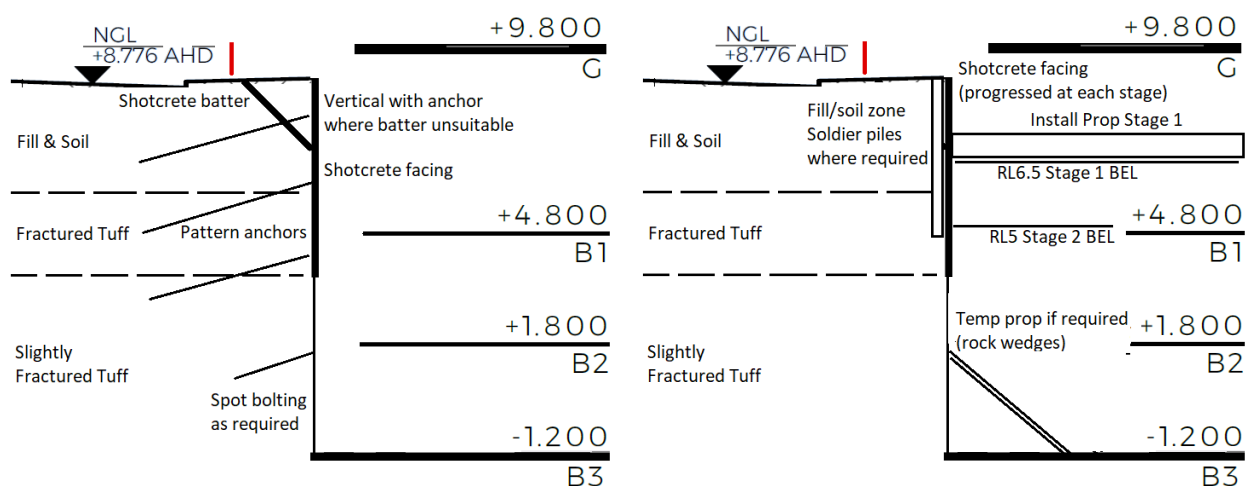 NGL
+8.776 AHD
+9.800
G
Shotcrete batter
Vertical with anchor
where batter unsuitable
Fill & Soil
Shotcrete facing
+4.800
Fractured Tuff
Pattern anchors
B1
+1.800
Slightly
Fractured Tuff
B2
Spot bolting
as required
-1.200
B3
NGL
+8.776 AHD
+9.800
G
Shotcrete facing
(progressed at each stage)
Fill/soil zone
Soldier piles
where required
Install Prop Stage 1
Fill & Soil
RL6.5 Stage 1 BEL
+4.800
Fractured Tuff
RL5 Stage 2 BEL
B1
Temp prop if required
(rock wedges)
+1.800
Slightly
Fractured Tuff
B2
-1.200
B3